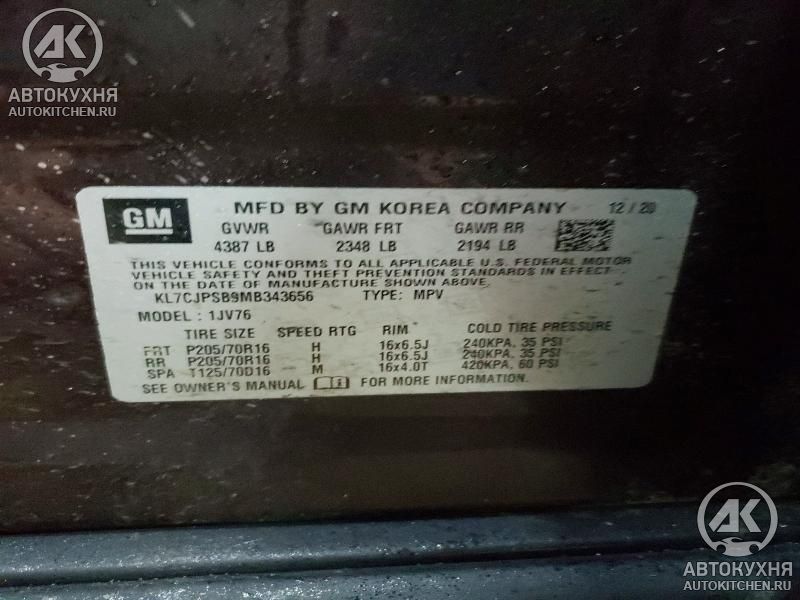 AK
АВТОКУХНЯ
AUTOKITCHEN.RU
GM MFD BY GM KOREA COMPANY 12/20
GVWR GAWR FRT GAWR RR
4387 LB 2348 LB 2194 LB
THIS VEHICLE CONFORMS TO ALL APPLICABLE U.S. FEDERAL MOTOR
VEHICLE SAFETY AND THEFT PREVENTION STANDARDS IN EFFECT
ON THE DATE OF MANUFACTURE SHOWN ABOVE.
KL7CJPSB9MB343656 TYPE: MPV
MODEL: 1JV76
TIRE SIZE SPEED RTG RIM COLD TIRE PRESSURE
FRT P205/70R16 H 16x6.5J 240KPA, 35 PSI
RR P205/70R16 H 16x6.5J 240KPA, 35 PSI
SPA T125/70D16 M 16x4.0T 420KPA, 60 PSI
SEE OWNER'S MANUAL FOR MORE INFORMATION.
AK
АВТОКУХНЯ
AUTOKITCHEN.RU